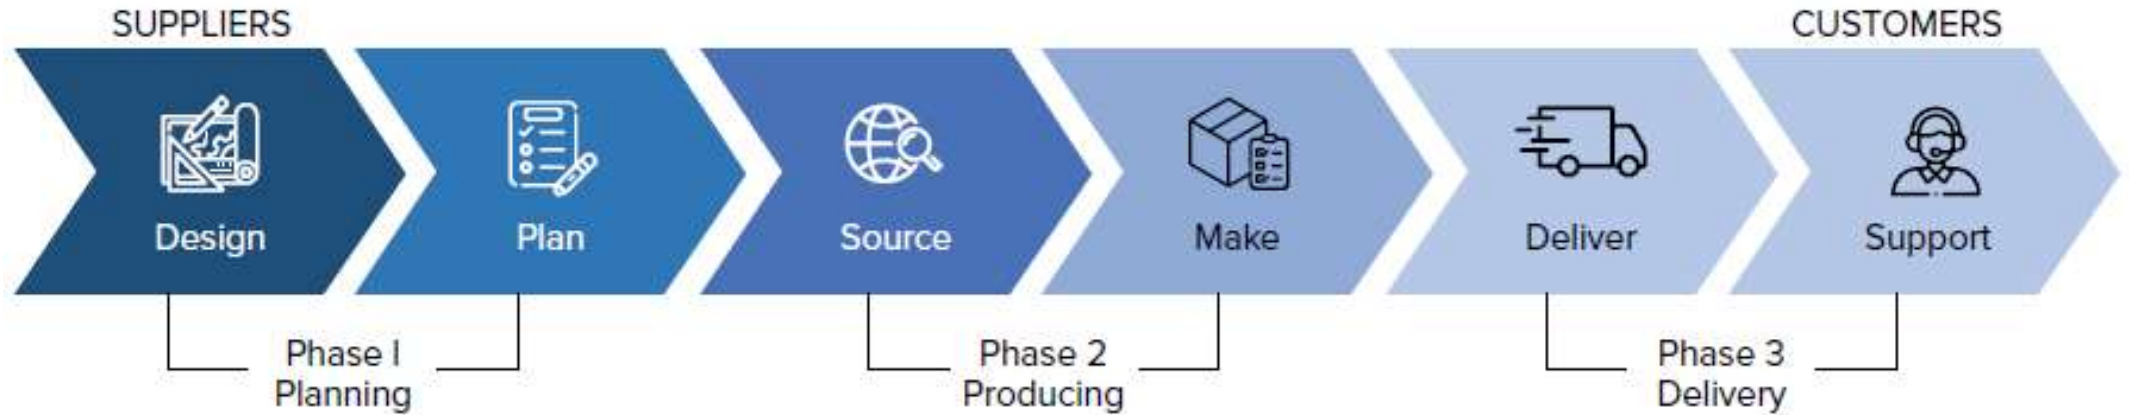 SUPPLIERS
CUSTOMERS
Design
Plan
Source
Make
Deliver
Support
Phase I
Planning
Phase 2
Producing
Phase 3
Delivery